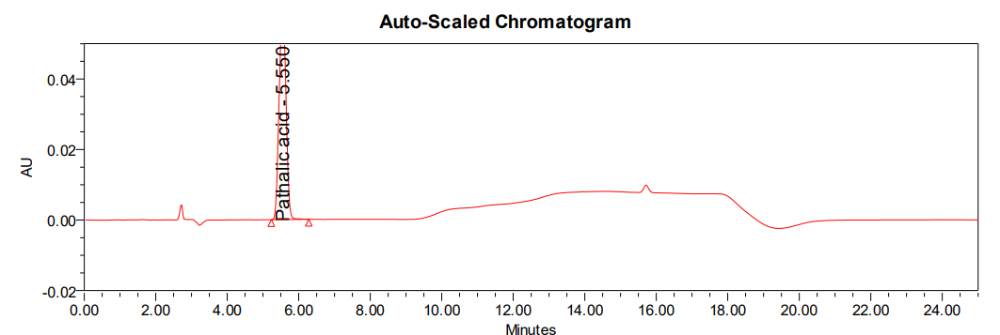 Auto-Scaled Chromatogram
AU
0.04
0.02
0.00
-0.02
Pathalic acid - 5.550
0.00 2.00 4.00 6.00 8.00 10.00 12.00 14.00 16.00 18.00 20.00 22.00 24.00
Minutes